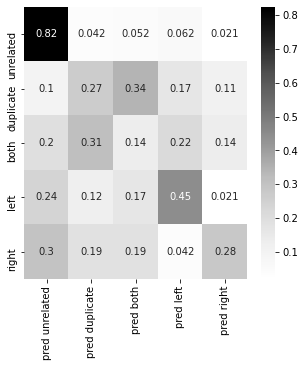 unrelated 0.82 0.042 0.052 0.062 0.021
duplicate 0.1 0.27 0.34 0.17 0.11
both 0.2 0.31 0.14 0.22 0.14
left 0.24 0.12 0.17 0.45 0.021
right 0.3 0.19 0.19 0.042 0.28
pred unrelated pred duplicate pred both pred left pred right
0.8
0.7
0.6
0.5
0.4
0.3
0.2
0.1